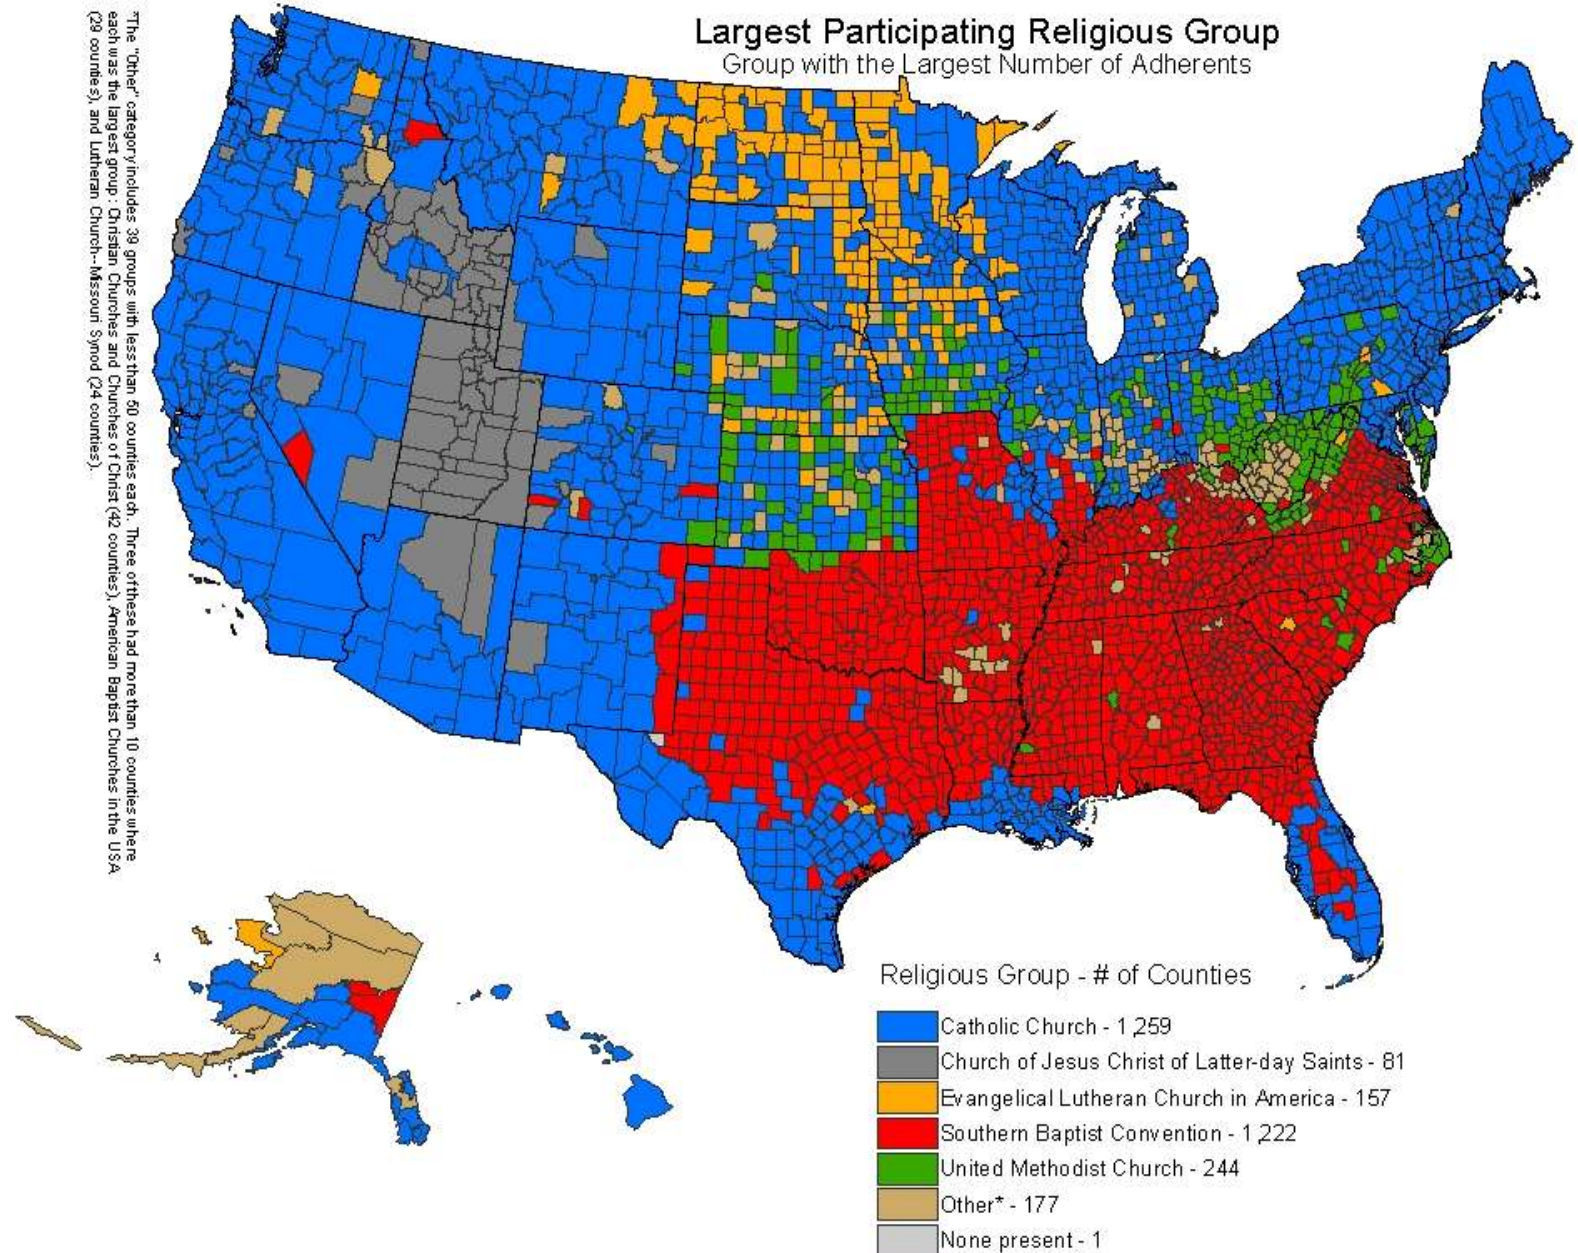 Largest Participating Religious Group
Group with the Largest Number of Adherents
*The "Other" category includes 39 groups with less than 50 counties each. Three of these had more than 10 counties where
each was the largest group: Christian Churches and Churches of Christ (42 counties), American Baptist Churches in the USA
(29 counties), and Lutheran Church--Missouri Synod (24 counties).
Religious Group - # of Counties
Catholic Church - 1,259
Church of Jesus Christ of Latter-day Saints - 81
Evangelical Lutheran Church in America - 157
Southern Baptist Convention - 1,222
United Methodist Church - 244
Other* - 177
None present - 1